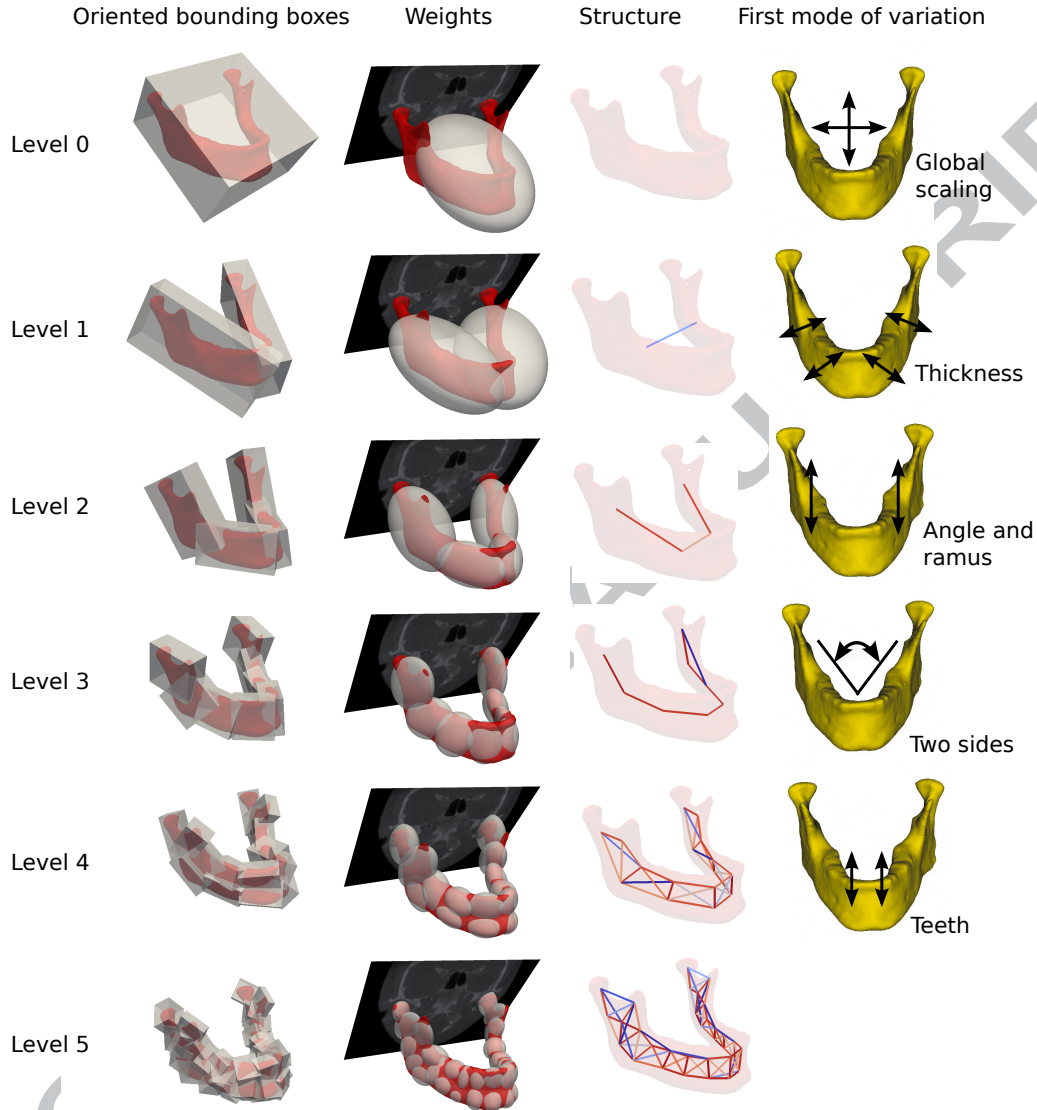 Oriented bounding boxes Weights Structure First mode of variation
Level 0
Global
scaling
Level 1
Thickness
Level 2
Angle and
ramus
Level 3
Two sides
Level 4
Teeth
Level 5